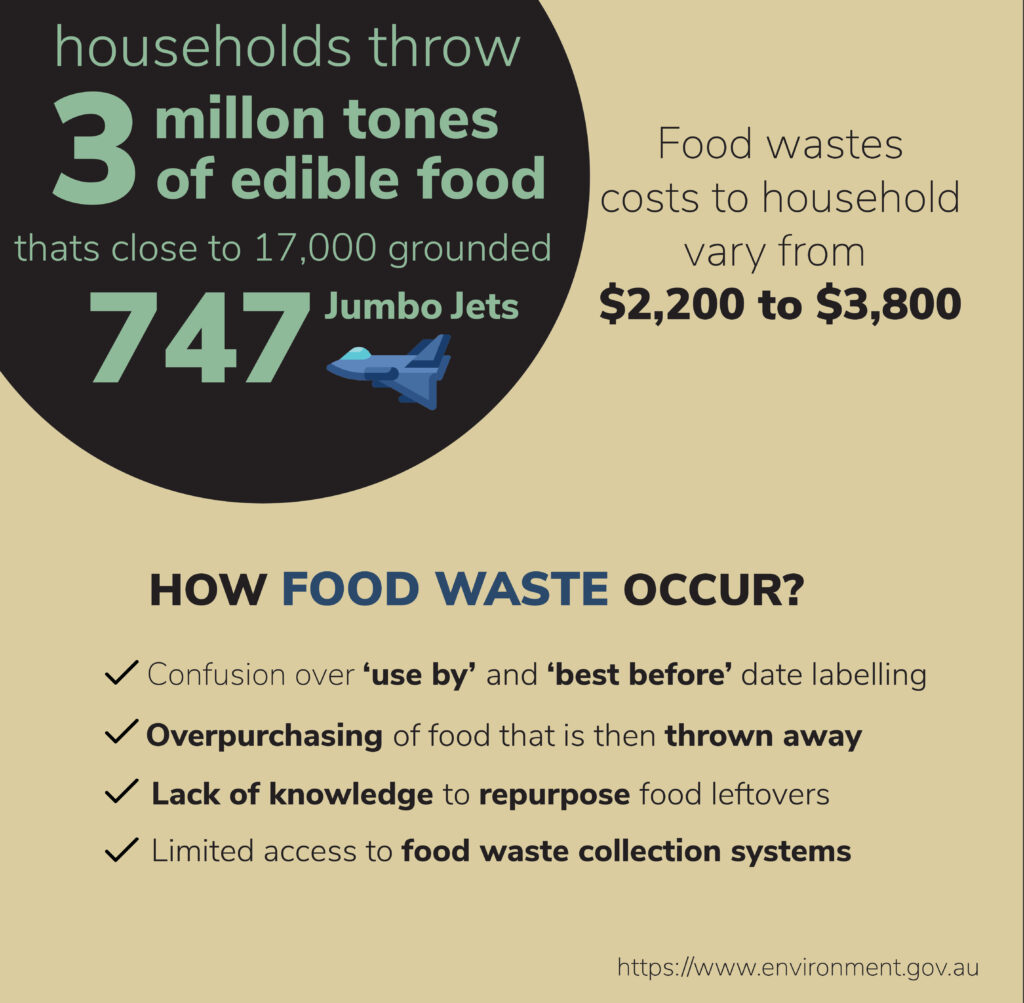 households throw
3 millon tones
of edible food
thats close to 17,000 grounded
747 Jumbo Jets
Food wastes
costs to household
vary from
$2,200 to $3,800
HOW FOOD WASTE OCCUR?
Confusion over ‘use by’ and ‘best before’ date labelling
Overpurchasing of food that is then thrown away
Lack of knowledge to repurpose food leftovers
Limited access to food waste collection systems
https://www.environment.gov.au